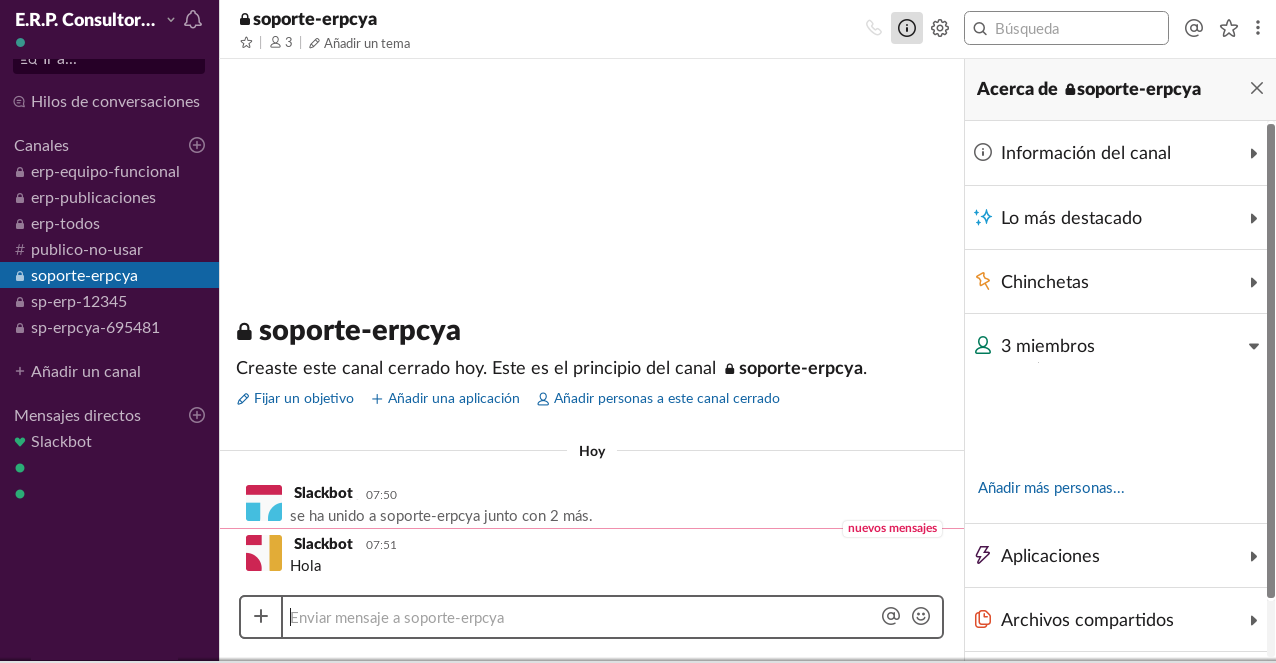 E.R.P. Consultor...
Ir a...
Hilos de conversaciones
Canales
erp-equipo-funcional
erp-publicaciones
erp-todos
# publico-no-usar
soporte-erpcya
sp-erp-12345
sp-erpcya-695481
+ Añadir un canal
Mensajes directos
Slackbot
soporte-erpcya
3 | Añadir un tema
Búsqueda
soporte-erpcya
Creaste este canal cerrado hoy. Este es el principio del canal soporte-erpcya.
Fijar un objetivo + Añadir una aplicación Añadir personas a este canal cerrado
Hoy
Slackbot 07:50
se ha unido a soporte-erpcya junto con 2 más.
nuevos mensajes
Slackbot 07:51
Hola
Enviar mensaje a soporte-erpcya
Acerca de soporte-erpcya
Información del canal
Lo más destacado
Chinchetas
3 miembros
Añadir más personas...
Aplicaciones
Archivos compartidos